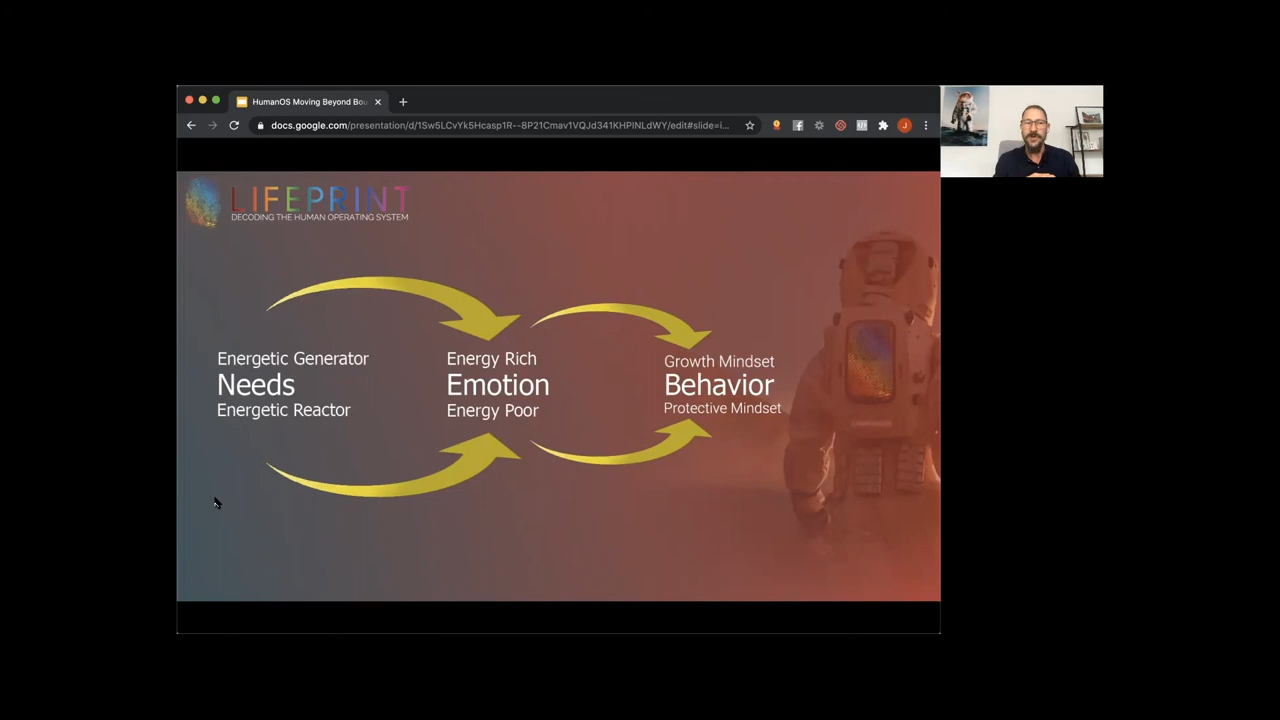 HumanOS Moving Beyond Bou
docs.google.com/presentation/d/1Sw5LCvYk5Hcasp1R--8P21Cmav1VQJd341KHPINLdWY/edit#slide=i...
J
LIFEPRINT
DECODING THE HUMAN OPERATING SYSTEM
Energetic Generator
Needs
Energetic Reactor
Energy Rich
Emotion
Energy Poor
Growth Mindset
Behavior
Protective Mindset